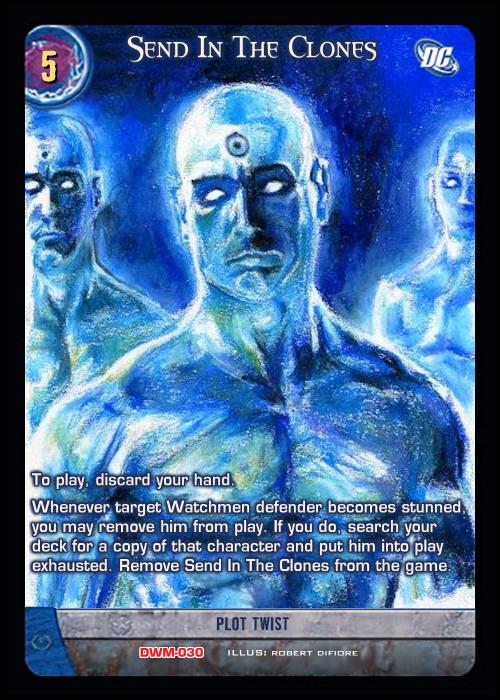 5
Send In The Clones
DC
To play, discard your hand.
Whenever target Watchmen defender becomes stunned,
you may remove him from play. If you do, search your
deck for a copy of that character and put him into play
exhausted. Remove Send In The Clones from the game.
PLOT TWIST
DWM-030 ILLUS: ROBERT DIFIORE